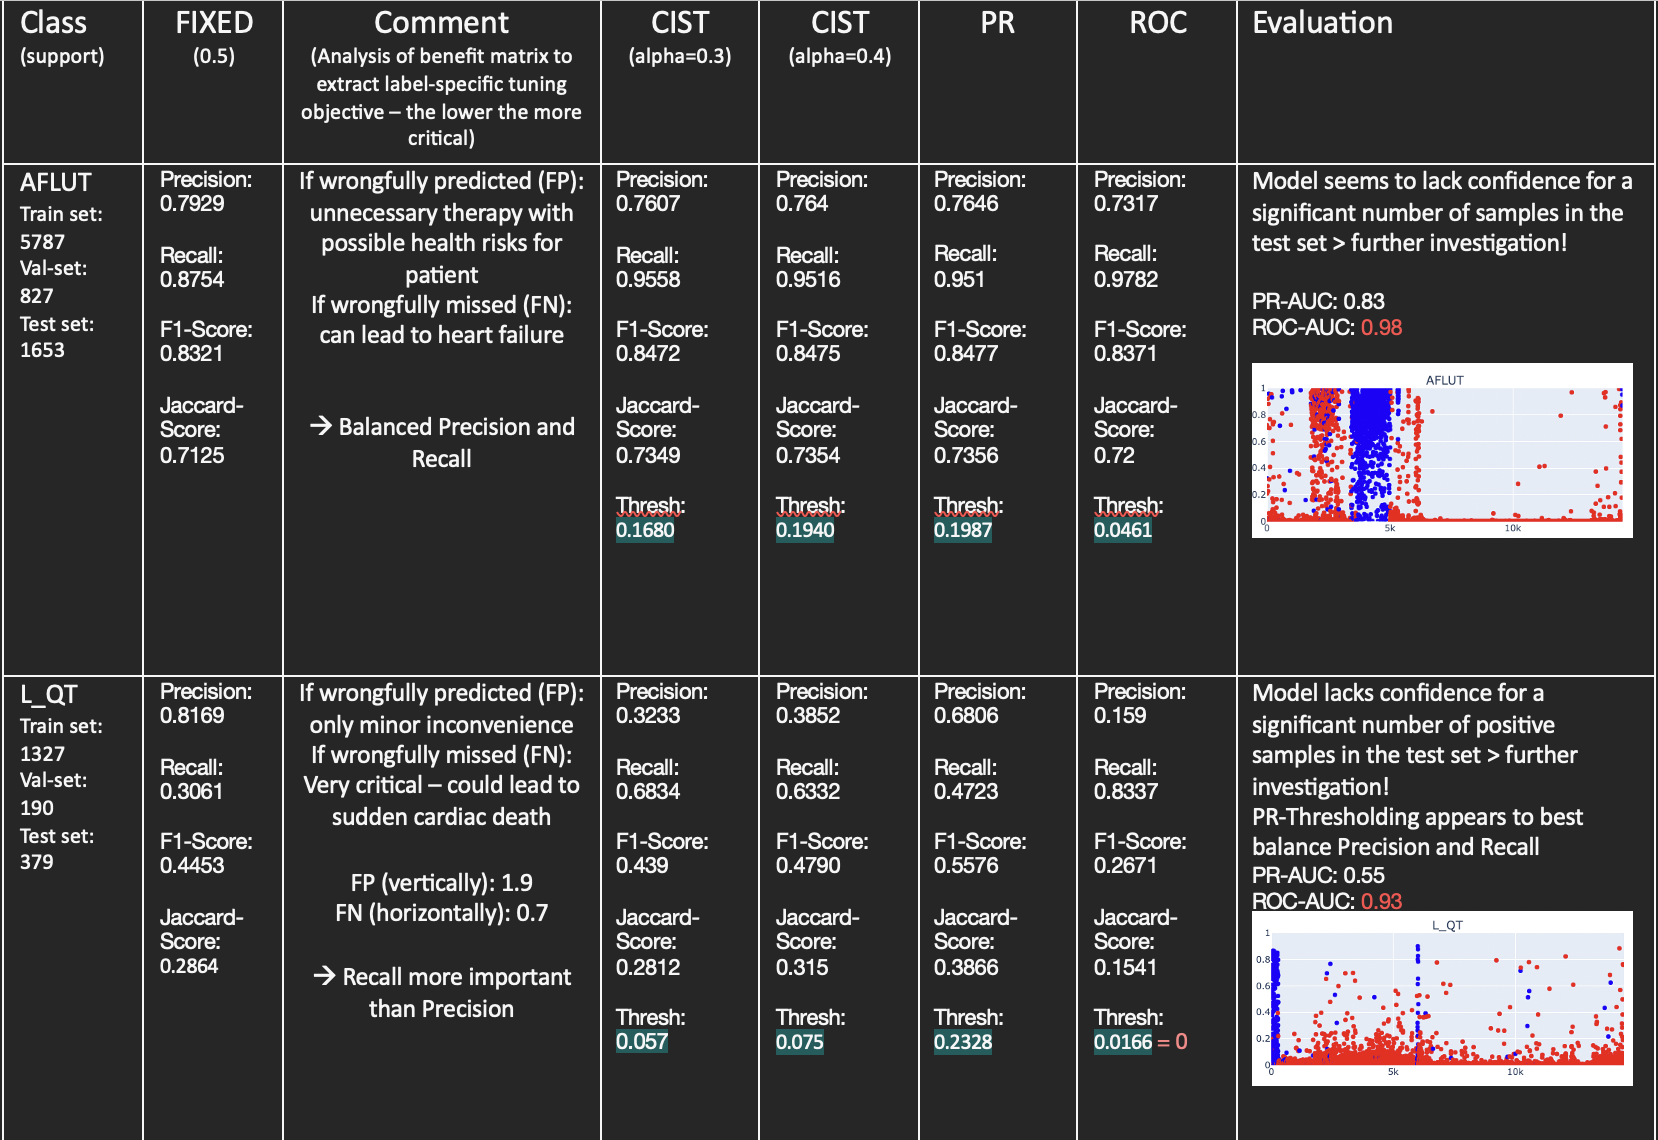 Class
(support)
FIXED
(0.5)
Comment
(Analysis of benefit matrix to
extract label-specific tuning
objective – the lower the more
critical)
CIST
(alpha=0.3)
CIST
(alpha=0.4)
PR
ROC
Evaluation
AFLUT
Train set:
5787
Val-set:
827
Test set:
1653
Precision:
0.7929
Recall:
0.8754
F1-Score:
0.8321
Jaccard-
Score:
0.7125
If wrongfully predicted (FP):
unnecessary therapy with
possible health risks for
patient
If wrongfully missed (FN):
can lead to heart failure
→ Balanced Precision and
Recall
Precision:
0.7607
Recall:
0.9558
F1-Score:
0.8472
Jaccard-
Score:
0.7349
Thresh:
0.1680
Precision:
0.764
Recall:
0.9516
F1-Score:
0.8475
Jaccard-
Score:
0.7354
Thresh:
0.1940
Precision:
0.7646
Recall:
0.951
F1-Score:
0.8477
Jaccard-
Score:
0.7356
Thresh:
0.1987
Precision:
0.7317
Recall:
0.9782
F1-Score:
0.8371
Jaccard-
Score:
0.72
Thresh:
0.0461
Model seems to lack confidence for a
significant number of samples in the
test set > further investigation!
PR-AUC: 0.83
ROC-AUC: 0.98
AFLUT
1
0.8
0.6
0.4
0.2
0
0 5k 10k
L_QT
Train set:
1327
Val-set:
190
Test set:
379
Precision:
0.8169
Recall:
0.3061
F1-Score:
0.4453
Jaccard-
Score:
0.2864
If wrongfully predicted (FP):
only minor inconvenience
If wrongfully missed (FN):
Very critical – could lead to
sudden cardiac death
FP (vertically): 1.9
FN (horizontally): 0.7
→ Recall more important
than Precision
Precision:
0.3233
Recall:
0.6834
F1-Score:
0.439
Jaccard-
Score:
0.2812
Thresh:
0.057
Precision:
0.3852
Recall:
0.6332
F1-Score:
0.4790
Jaccard-
Score:
0.315
Thresh:
0.075
Precision:
0.6806
Recall:
0.4723
F1-Score:
0.5576
Jaccard-
Score:
0.3866
Thresh:
0.2328
Precision:
0.159
Recall:
0.8337
F1-Score:
0.2671
Jaccard-
Score:
0.1541
Thresh:
0.0166 = 0
Model lacks confidence for a
significant number of positive
samples in the test set > further
investigation!
PR-Thresholding appears to best
balance Precision and Recall
PR-AUC: 0.55
ROC-AUC: 0.93
L_QT
1
0.8
0.6
0.4
0.2
0
0 5k 10k